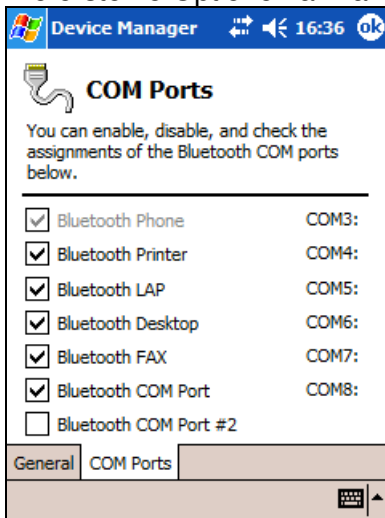 Device Manager 16:36 ok
COM Ports
You can enable, disable, and check the
assignments of the Bluetooth COM ports
below.
Bluetooth Phone COM3:
Bluetooth Printer COM4:
Bluetooth LAP COM5:
Bluetooth Desktop COM6:
Bluetooth FAX COM7:
Bluetooth COM Port COM8:
Bluetooth COM Port #2
General COM Ports